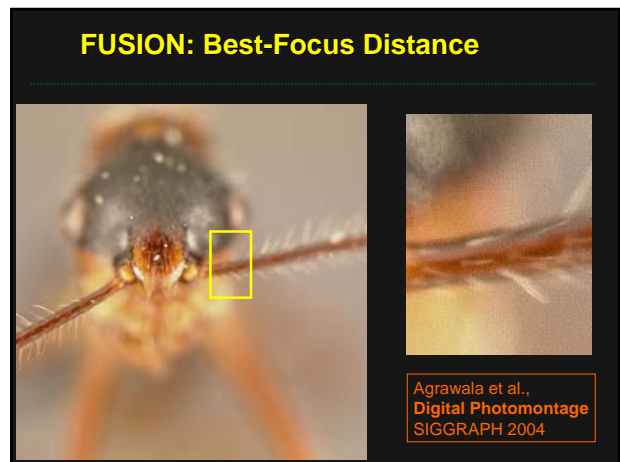 FUSION: Best-Focus Distance
Agrawala et al.,
Digital Photomontage
SIGGRAPH 2004